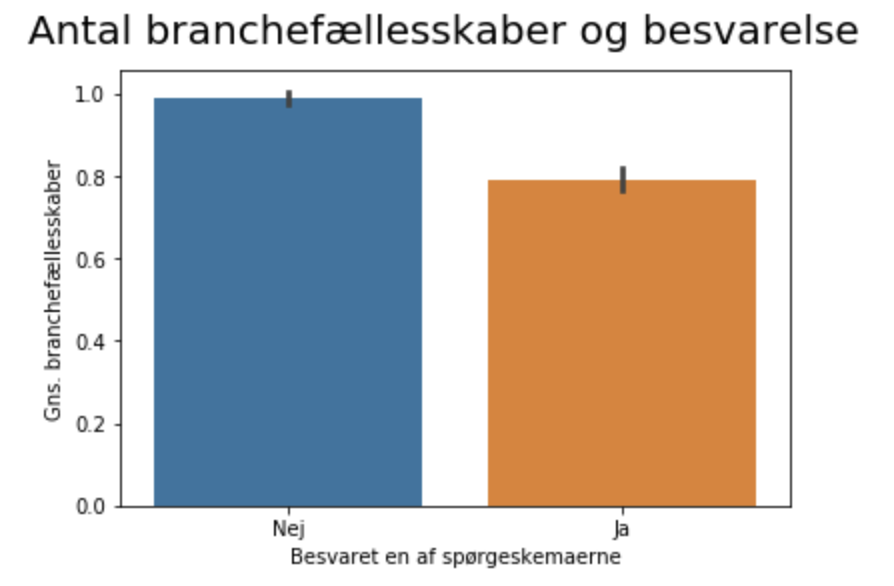 Antal branchefællesskaber og besvarelse
Gns. branchefællesskaber
1.0
0.8
0.6
0.4
0.2
0.0
Nej
Ja
Besvaret en af spørgeskemaerne